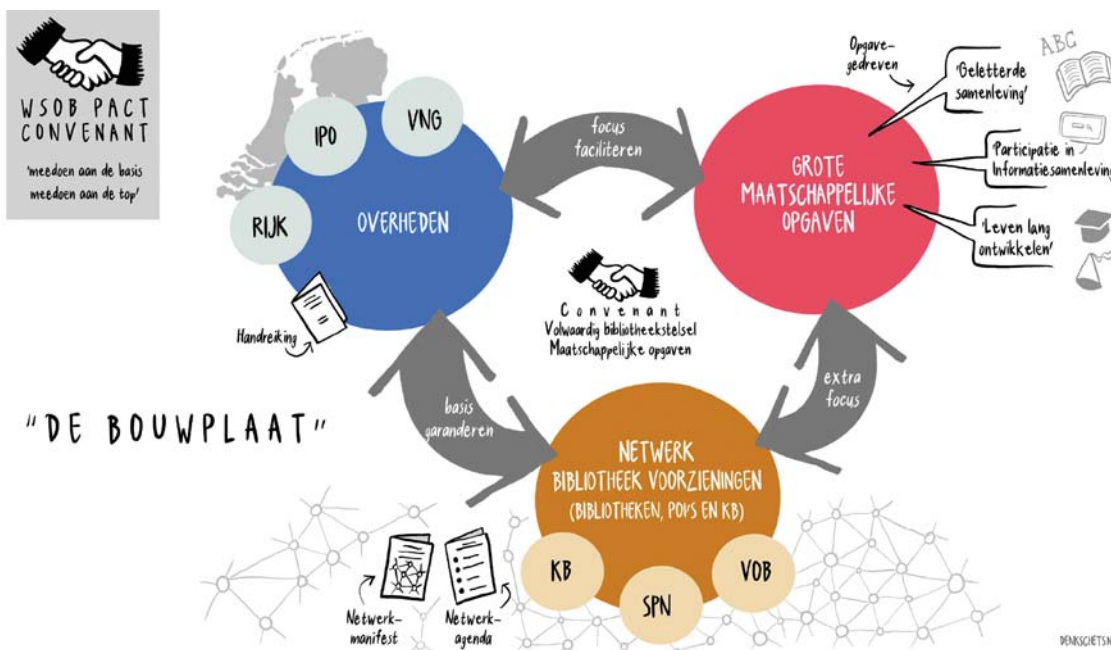 WSOB PACT
CONVENANT
'meedoen aan de basis
meedoen aan de top'
IPO
VNG
RIJK
OVERHEDEN
Handreiking
focus
faciliteren
GROTE
MAATSCHAPPELIJKE
OPGAVEN
Opgave-
gedreven
ABC
'Geletterde
samenleving'
'Participatie in
Informatiesamenleving
'Leven lang
ontwikkelen'
Convenant
Volwaardig bibliotheekstelsel
Maatschappelijke opgaven
basis
garanderen
extra
focus
"DE BOUWPLAAT"
NETWERK
BIBLIOTHEEK VOORZIENINGEN
(BIBLIOTHEKEN, POI'S EN KB)
KB
SPN
VOB
Netwerk-
manifest
Netwerk-
agenda
DENKSCHETS.N